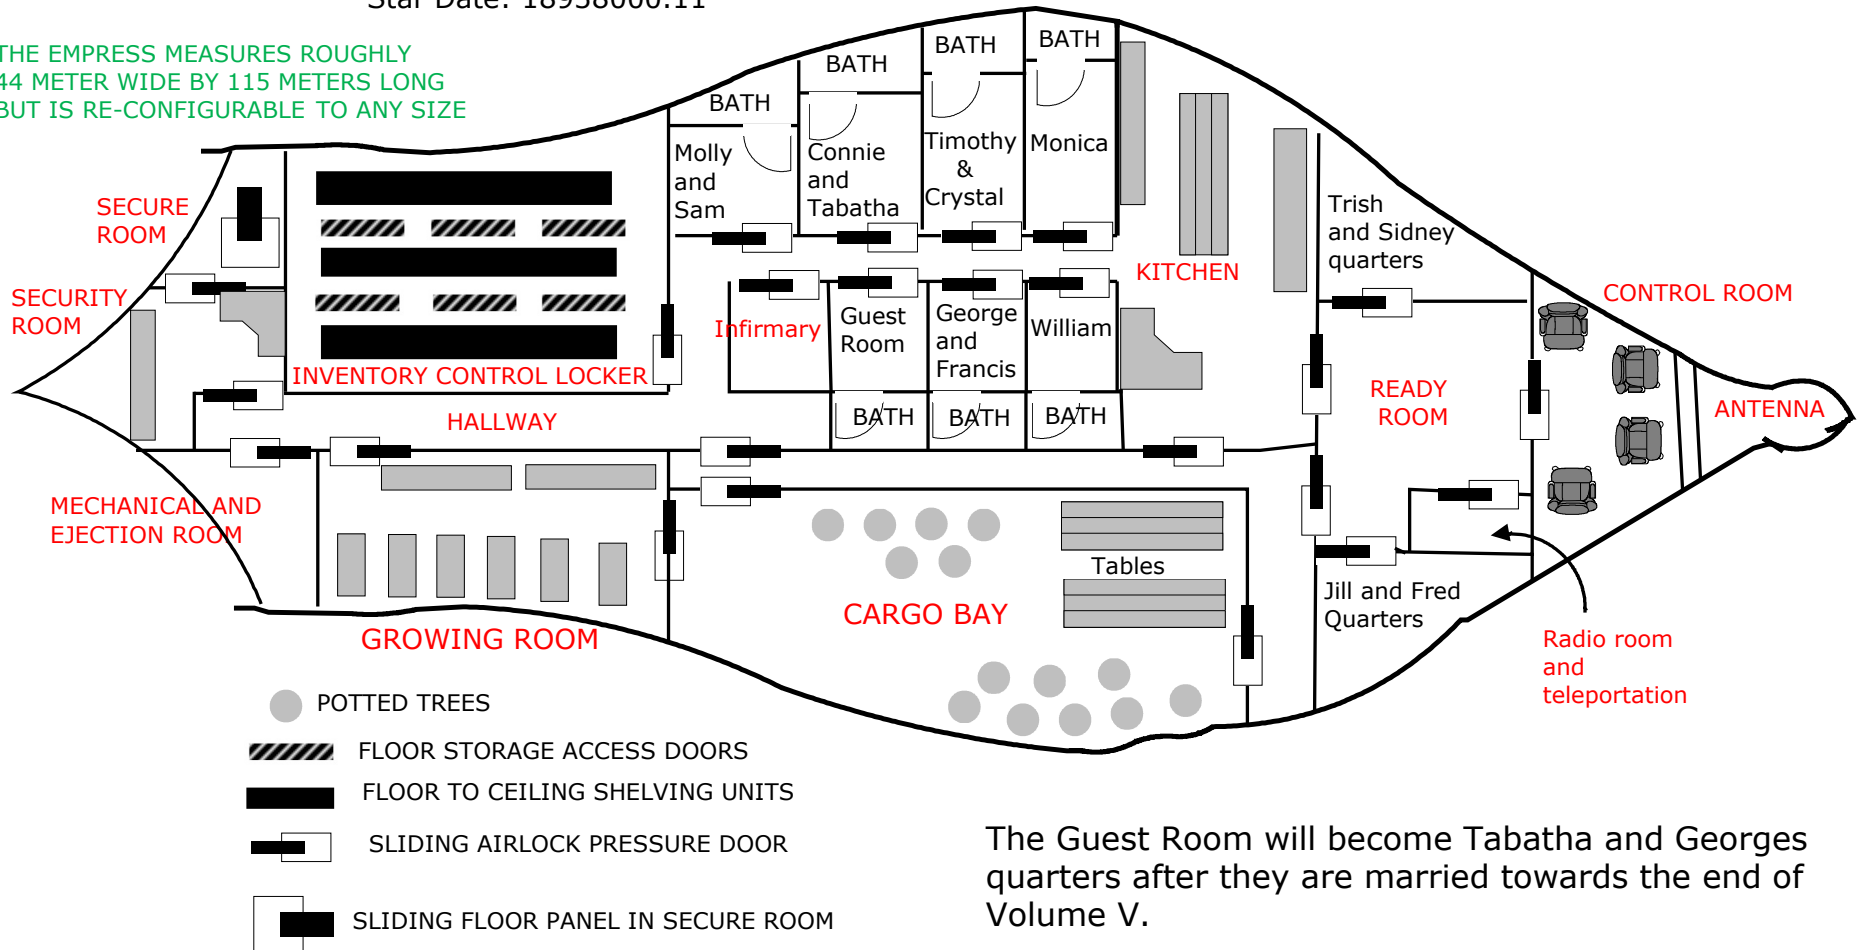 Star Date: 18938000.11
THE EMPRESS MEASURES ROUGHLY
44 METER WIDE BY 115 METERS LONG
BUT IS RE-CONFIGURABLE TO ANY SIZE
BATH
BATH
BATH
BATH
Molly
and
Sam
Connie
and
Tabatha
Timothy
&
Crystal
Monica
SECURE
ROOM
Trish
and Sidney
quarters
KITCHEN
SECURITY
ROOM
CONTROL ROOM
Infirmary
Guest
Room
George
and
Francis
William
INVENTORY CONTROL LOCKER
READY
ROOM
ANTENNA
HALLWAY
BATH
BATH
BATH
MECHANICAL AND
EJECTION ROOM
Tables
CARGO BAY
Jill and Fred
Quarters
GROWING ROOM
Radio room
and
teleportation
POTTED TREES
FLOOR STORAGE ACCESS DOORS
FLOOR TO CEILING SHELVING UNITS
SLIDING AIRLOCK PRESSURE DOOR
SLIDING FLOOR PANEL IN SECURE ROOM
The Guest Room will become Tabatha and Georges
quarters after they are married towards the end of
Volume V.